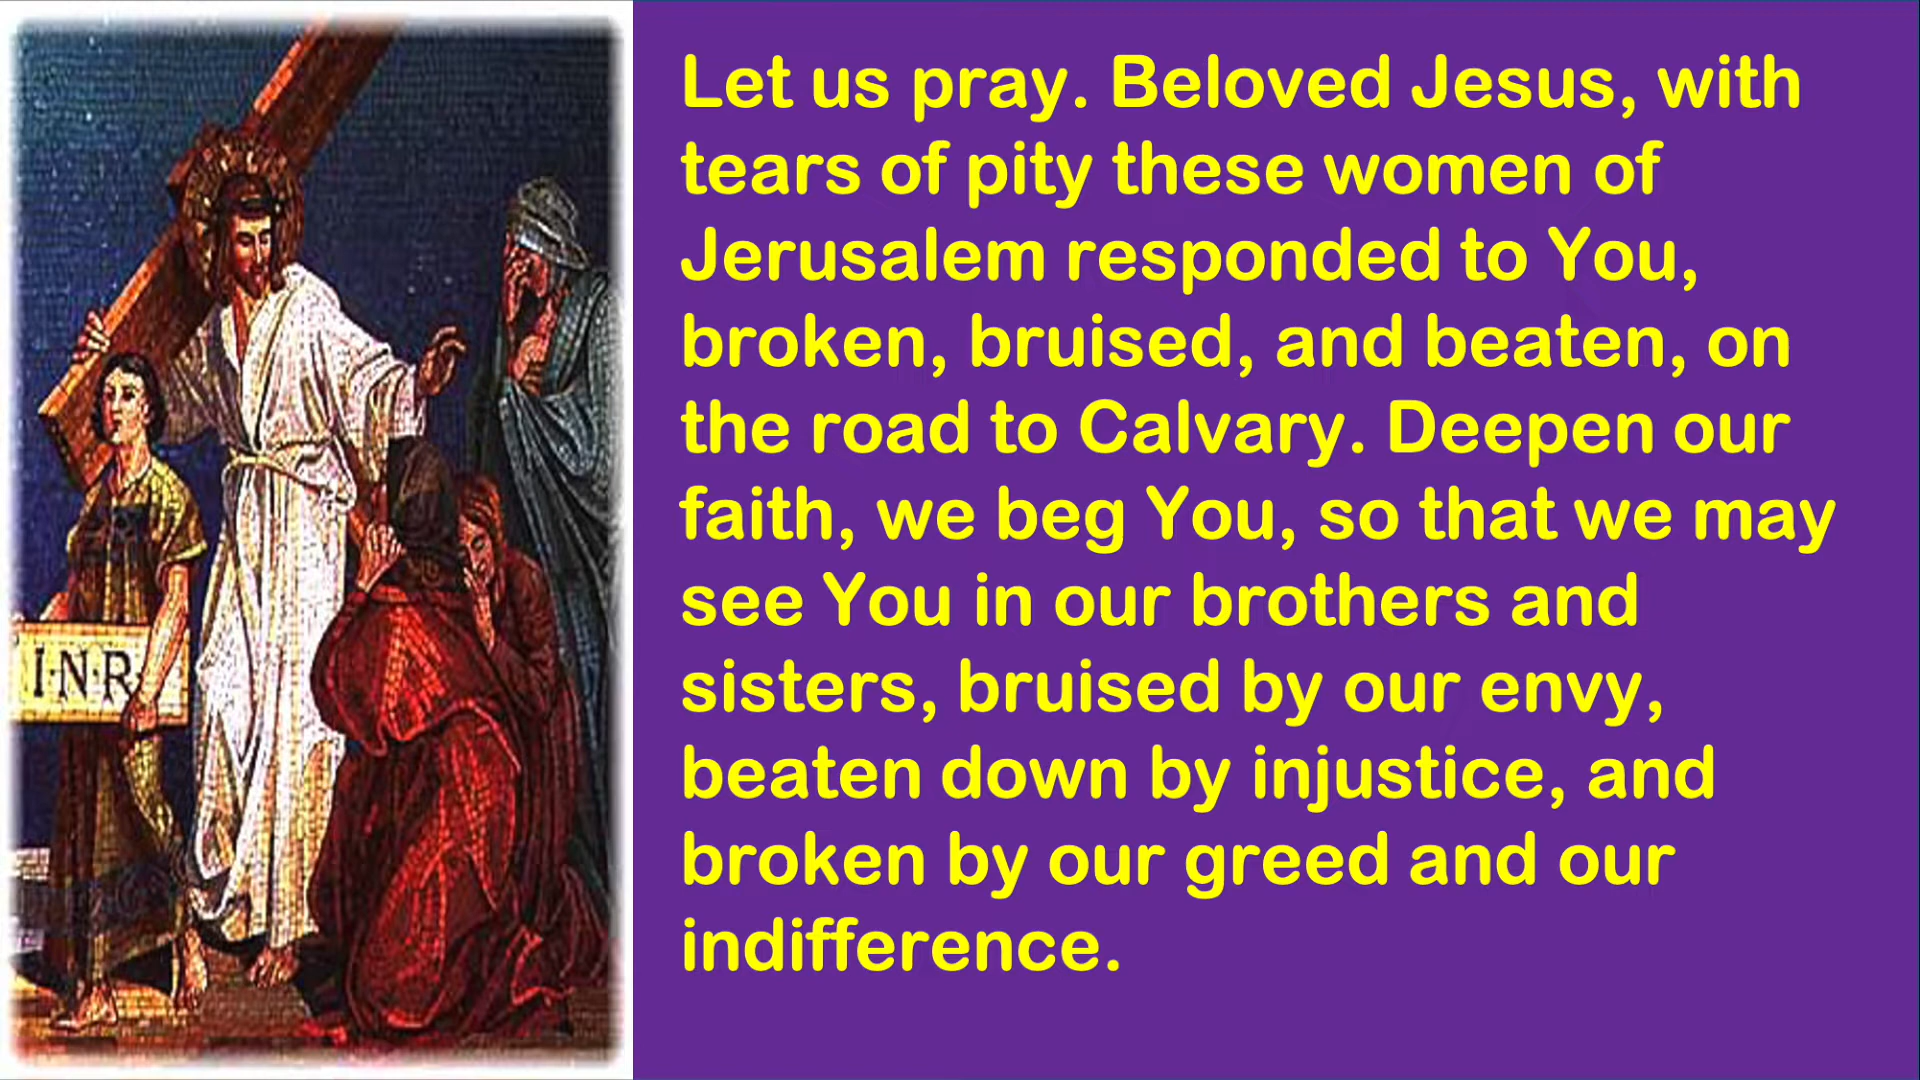 I·N·R·
Let us pray. Beloved Jesus, with
tears of pity these women of
Jerusalem responded to You,
broken, bruised, and beaten, on
the road to Calvary. Deepen our
faith, we beg You, so that we may
see You in our brothers and
sisters, bruised by our envy,
beaten down by injustice, and
broken by our greed and our
indifference.